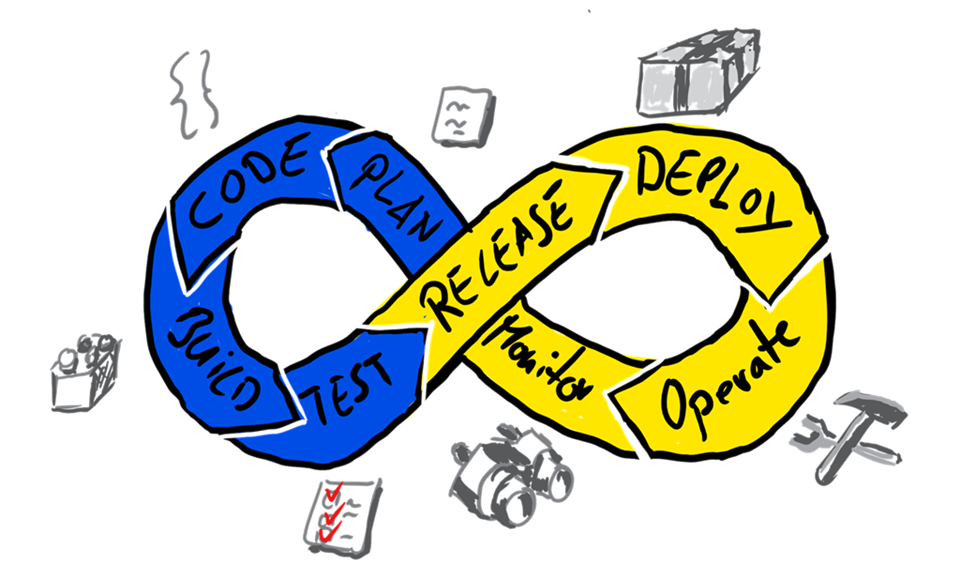 PLAN
CODE
BUILD
TEST
RELEASE
DEPLOY
Operate
Monitor